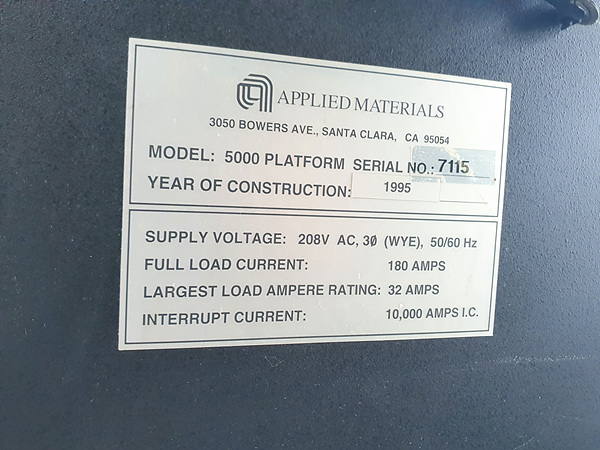 APPLIED MATERIALS
3050 BOWERS AVE., SANTA CLARA, CA 95054
MODEL: 5000 PLATFORM SERIAL NO.: 7115
YEAR OF CONSTRUCTION: 1995
SUPPLY VOLTAGE: 208V AC, 3Ø (WYE), 50/60 Hz
FULL LOAD CURRENT: 180 AMPS
LARGEST LOAD AMPERE RATING: 32 AMPS
INTERRUPT CURRENT: 10,000 AMPS I.C.